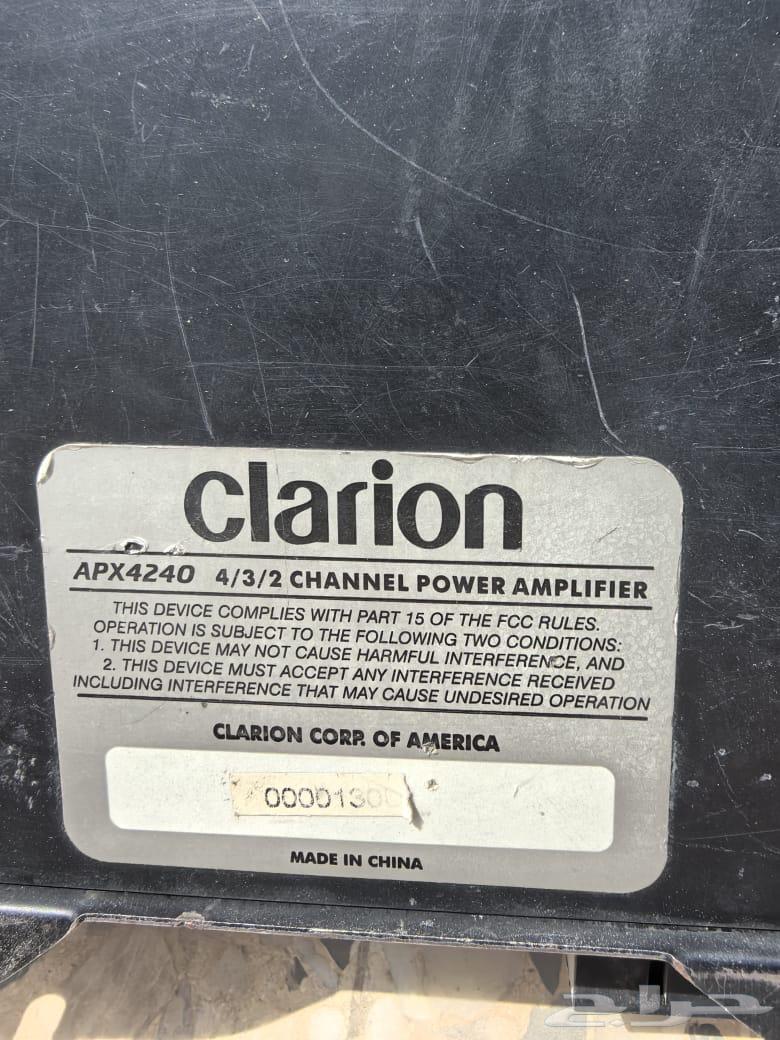 clarion
APX4240 4/3/2 CHANNEL POWER AMPLIFIER
THIS DEVICE COMPLIES WITH PART 15 OF THE FCC RULES.
OPERATION IS SUBJECT TO THE FOLLOWING TWO CONDITIONS:
1. THIS DEVICE MAY NOT CAUSE HARMFUL INTERFERENCE, AND
2. THIS DEVICE MUST ACCEPT ANY INTERFERENCE RECEIVED
INCLUDING INTERFERENCE THAT MAY CAUSE UNDESIRED OPERATION
CLARION CORP. OF AMERICA
MADE IN CHINA
حراج